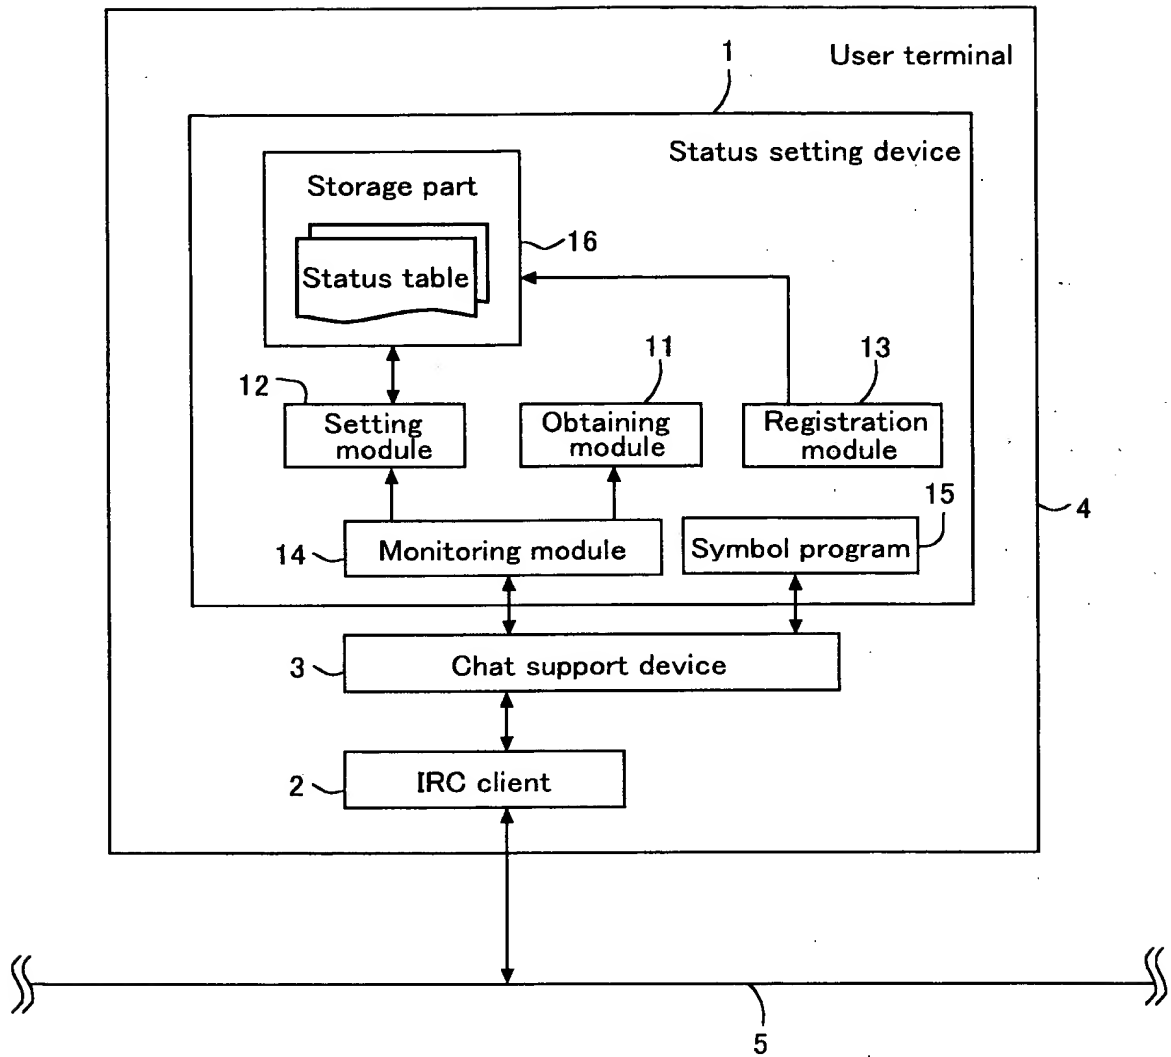 1
User terminal
Status setting device
Storage part
16
Status table
12
11
13
Setting
module
Obtaining
module
Registration
module
15
4
14
Monitoring module
Symbol program
3
Chat support device
2
IRC client
5